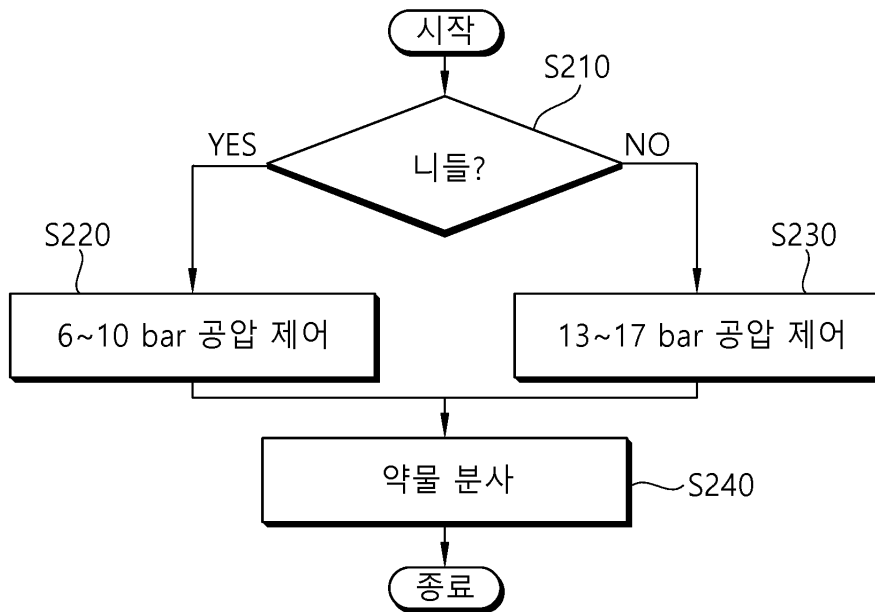 시작
S210
YES
NO
니들?
S220
S230
6~10 bar 공압 제어
13~17 bar 공압 제어
약물 분사
S240
종료